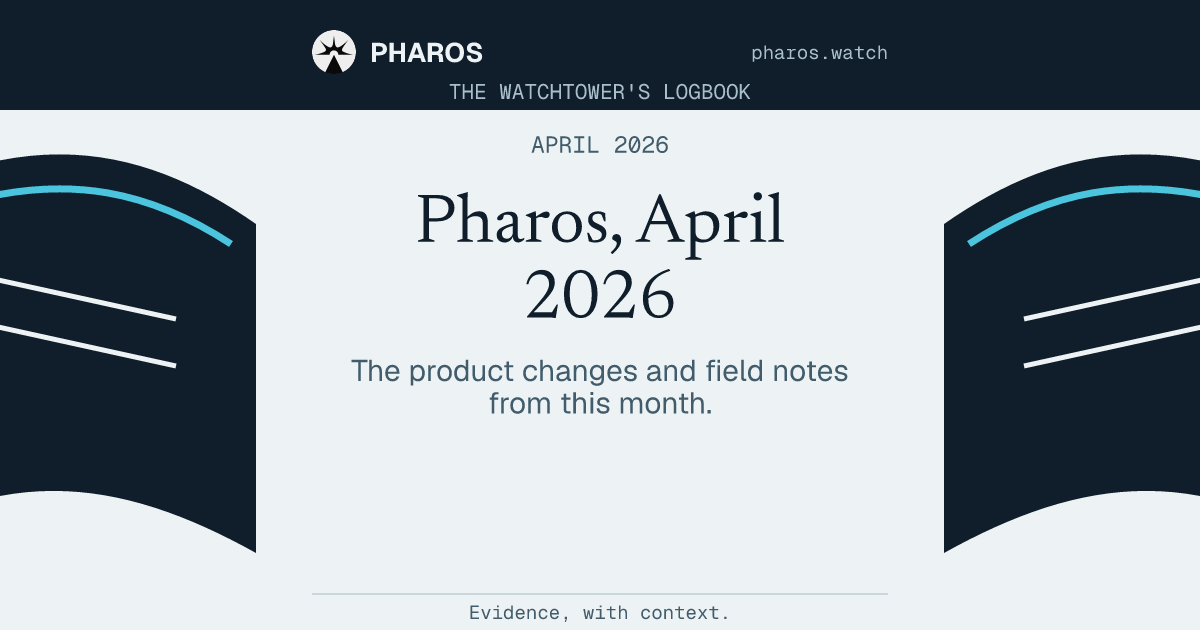 PHAROS
pharos.watch
THE WATCHTOWER'S LOGBOOK
APRIL 2026
Pharos, April
2026
The product changes and field notes
from this month.
Evidence, with context.